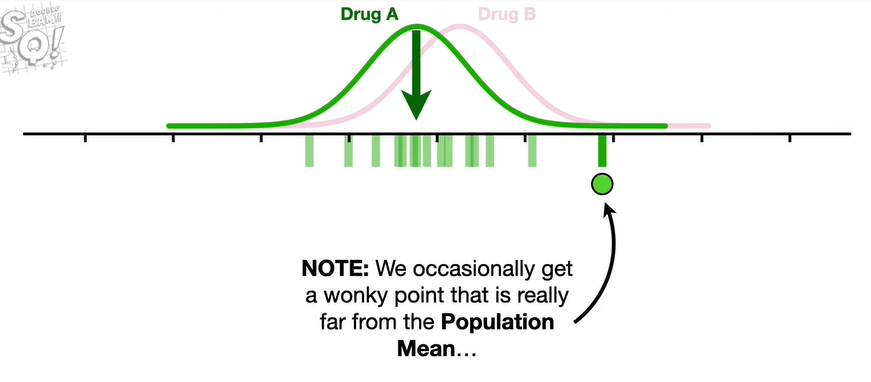 Drug A
Drug B
NOTE: We occasionally get
a wonky point that is really
far from the Population
Mean…